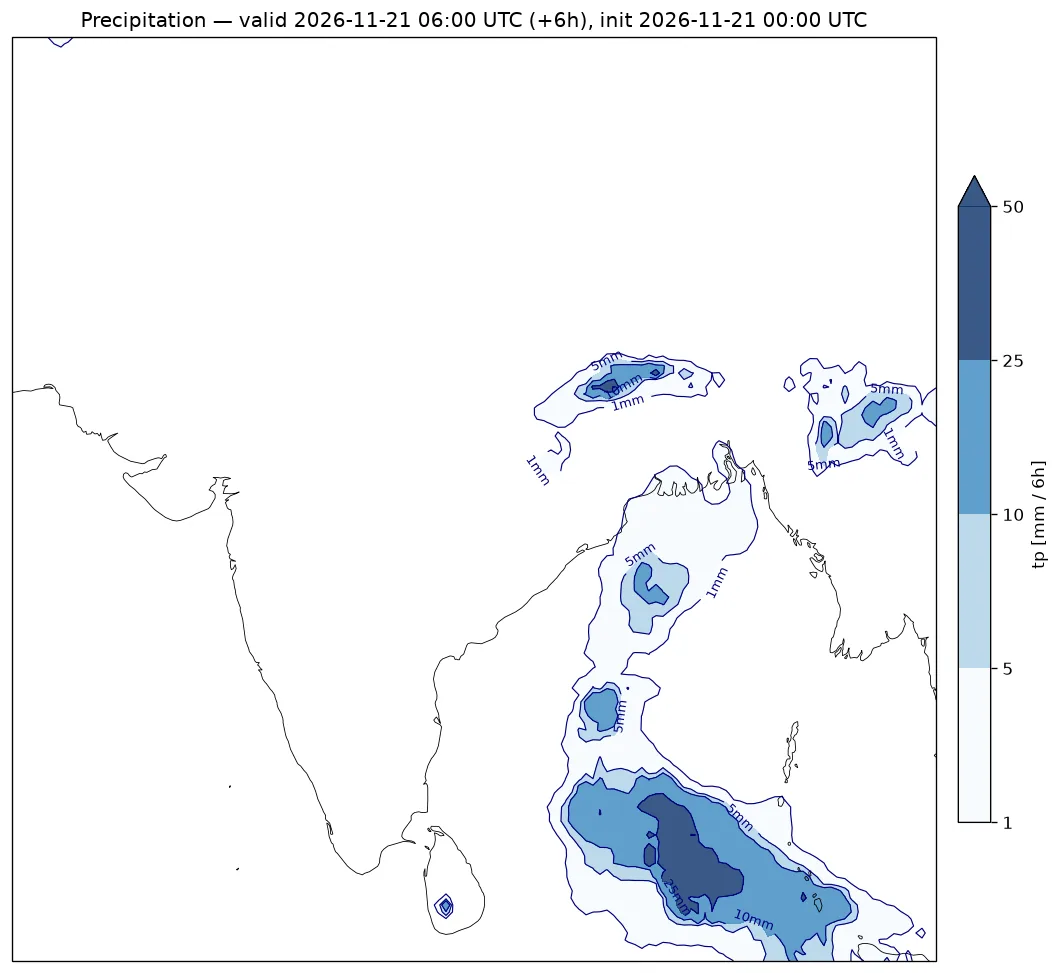 Precipitation — valid 2026-11-21 06:00 UTC (+6h), init 2026-11-21 00:00 UTC
50
5mm
10mm
1mm
5mm
25
1mm
5mm
1mm
10
5mm
1mm
tp [mm / 6h]
5
5mm
5mm
1
25mm
10mm